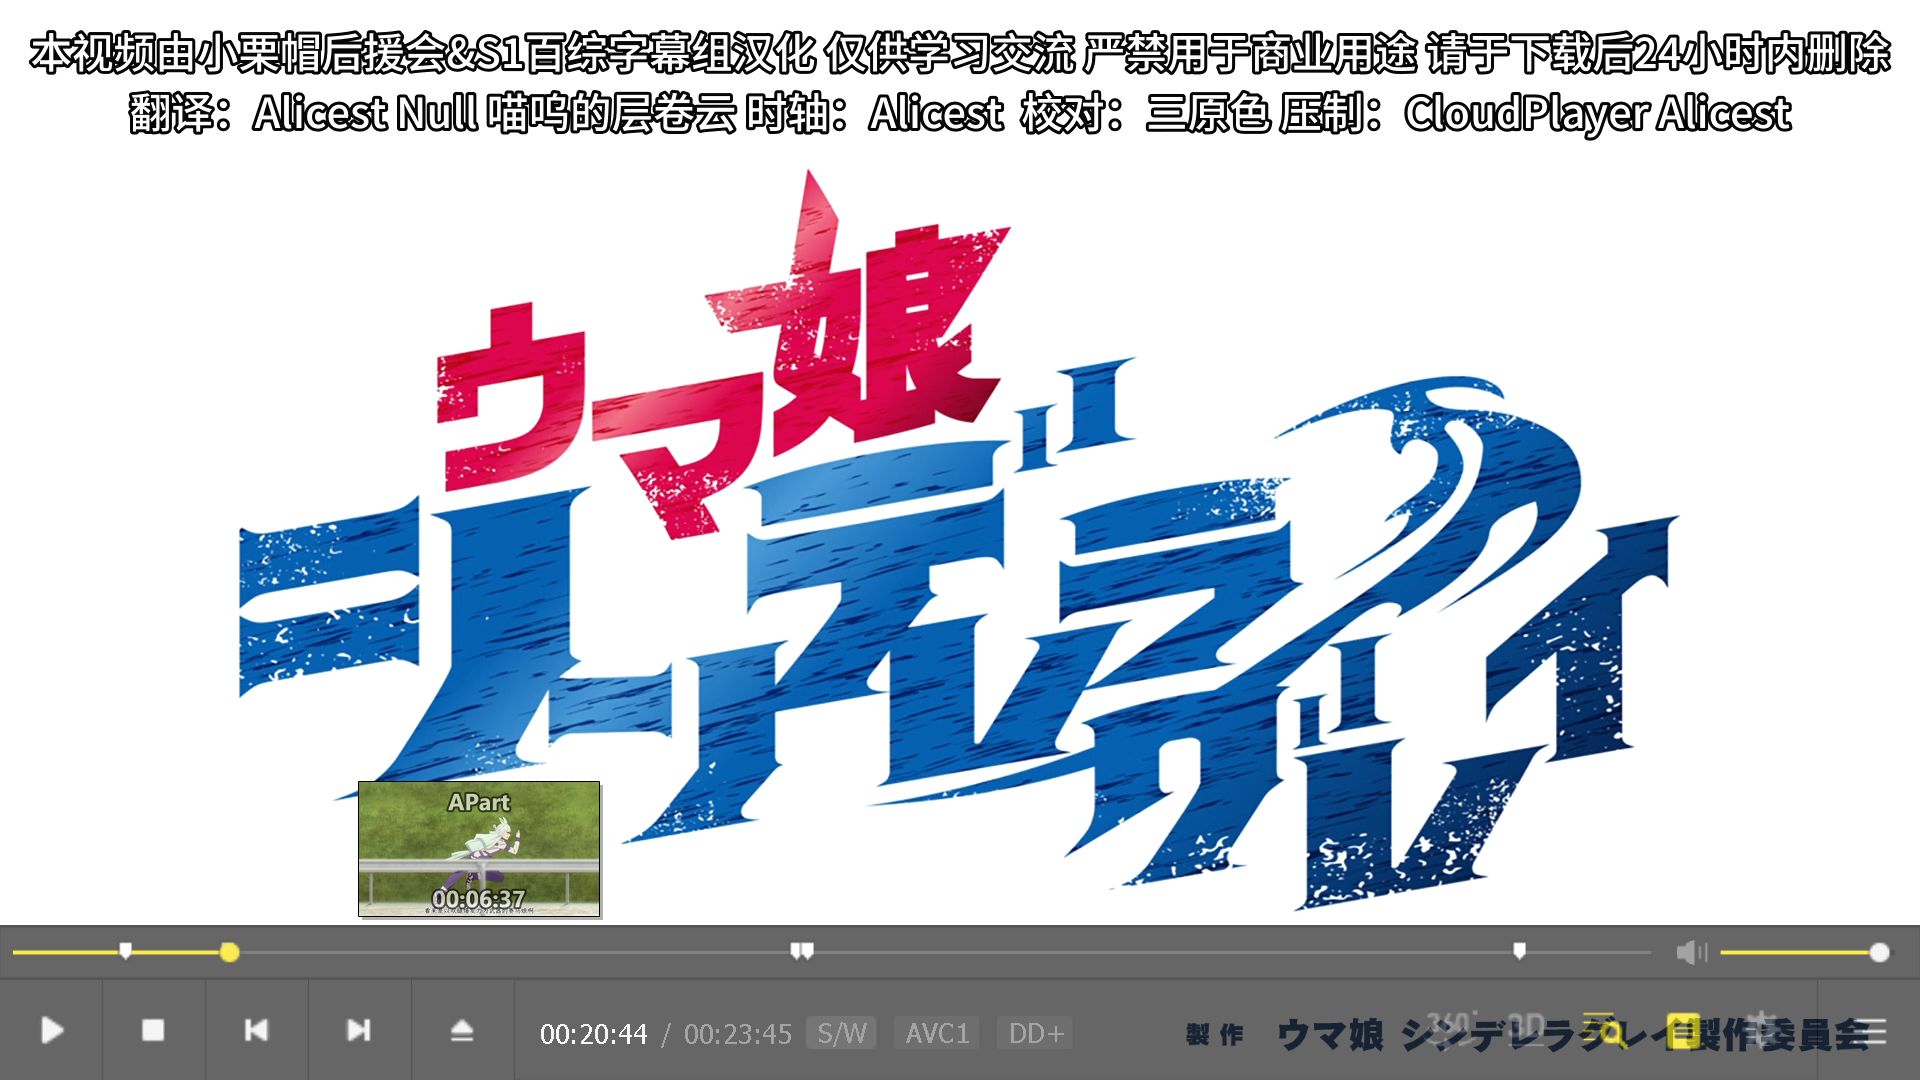 本视频由小栗帽后援会&S1百综字幕组汉化 仅供学习交流 严禁用于商业用途 请于下载后24小时内删除
翻译：Alicest Null 喵呜的层卷云 时轴：Alicest 校对：三原色 压制：CloudPlayer Alicest
ウマ娘
シンデレラグレイ
APart
00:06:37
00:20:44 / 00:23:45 S/W AVC1 DD+ 360° 3D
製作 ウマ娘 シンデレラグレイ製作委員会